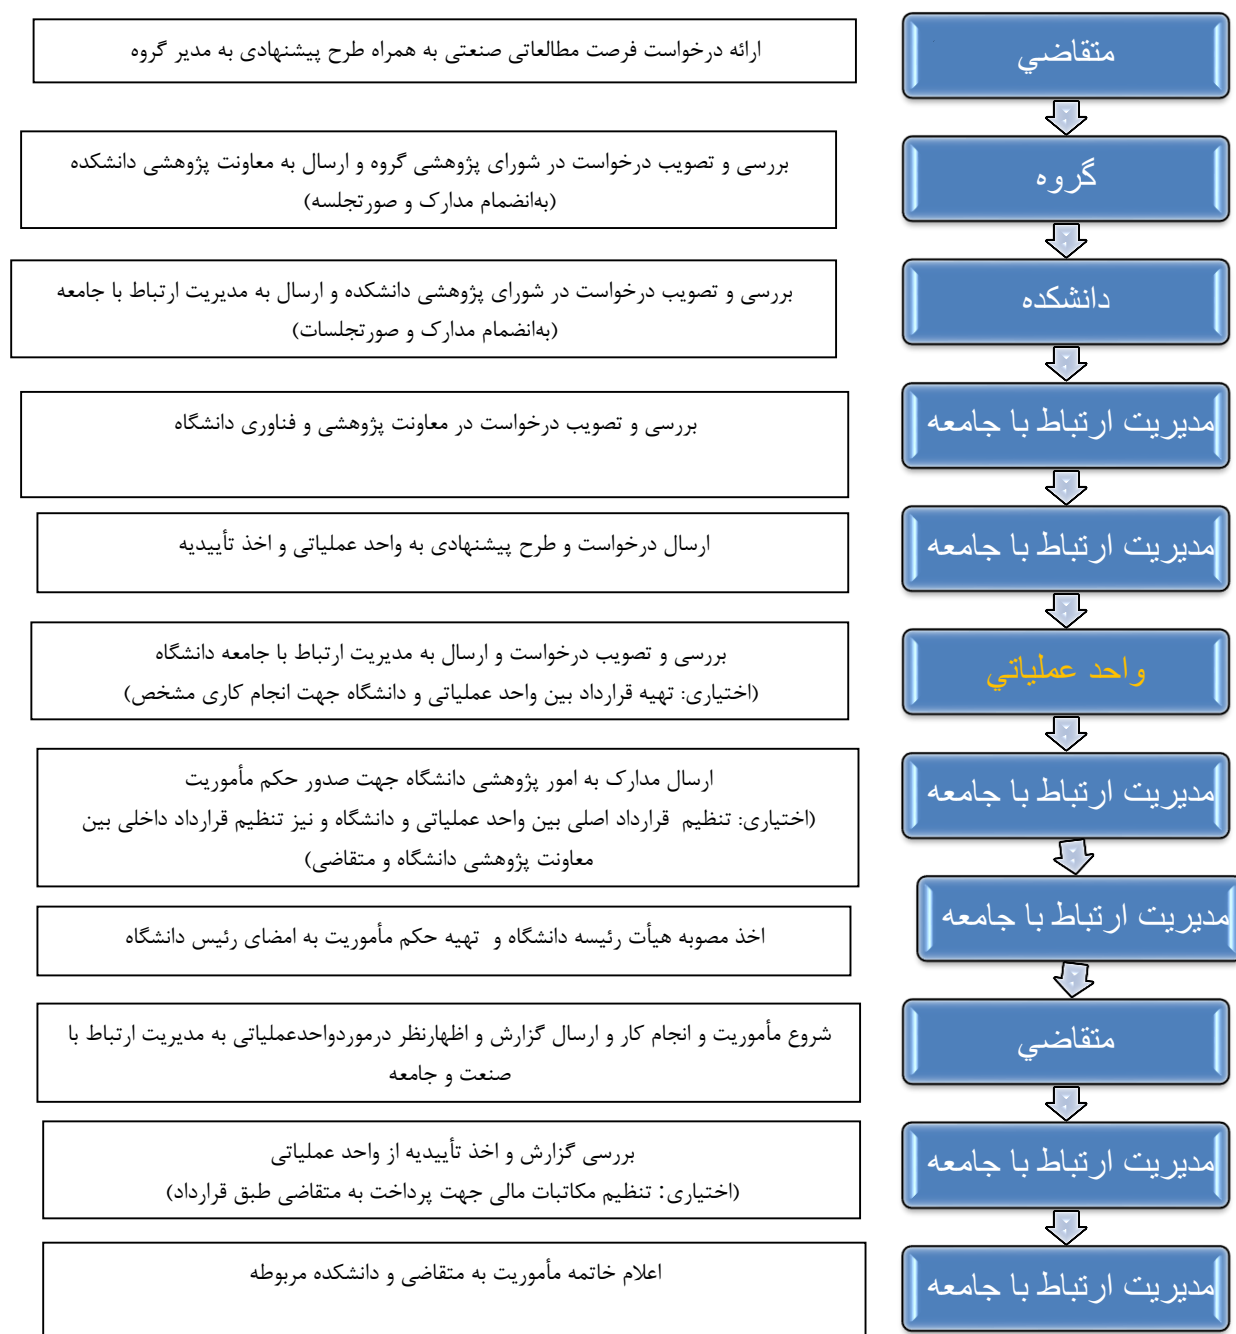 متقاضي
ارائه درخواست فرصت مطالعاتی صنعتی به همراه طرح پیشنهادی به مدیر گروه
گروه
بررسی و تصویب درخواست در شورای پژوهشی گروه و ارسال به معاونت پژوهشی دانشکده
(به‌انضمام مدارک و صورتجلسه)
دانشکده
بررسی و تصویب درخواست در شورای پژوهشی دانشکده و ارسال به مدیریت ارتباط با جامعه
(به‌انضمام مدارک و صورتجلسات)
مديريت ارتباط با جامعه
بررسی و تصویب درخواست در معاونت پژوهشی و فناوری دانشگاه
مديريت ارتباط با جامعه
ارسال درخواست و طرح پیشنهادی به واحد عملیاتی و اخذ تأییدیه
واحد عملياتي
بررسی و تصویب درخواست و ارسال به مدیریت ارتباط با جامعه دانشگاه
(اختیاری: تهیه قرارداد بین واحد عملیاتی و دانشگاه جهت انجام کاری مشخص)
مديريت ارتباط با جامعه
ارسال مدارک به امور پژوهشی دانشگاه جهت صدور حکم مأموریت
(اختیاری: تنظیم قرارداد اصلی بین واحد عملیاتی و دانشگاه و نیز تنظیم قرارداد داخلی بین
معاونت پژوهشی دانشگاه و متقاضی)
مديريت ارتباط با جامعه
اخذ مصوبه هیأت رئیسه دانشگاه و تهیه حکم مأموریت به امضای رئیس دانشگاه
متقاضي
شروع مأموریت و انجام کار و ارسال گزارش و اظهارنظر درموردواحدعملیاتی به مدیریت ارتباط با
صنعت و جامعه
مديريت ارتباط با جامعه
بررسی گزارش و اخذ تأییدیه از واحد عملیاتی
(اختیاری: تنظیم مکاتبات مالی جهت پرداخت به متقاضی طبق قرارداد)
مديريت ارتباط با جامعه
اعلام خاتمه مأموریت به متقاضی و دانشکده مربوطه